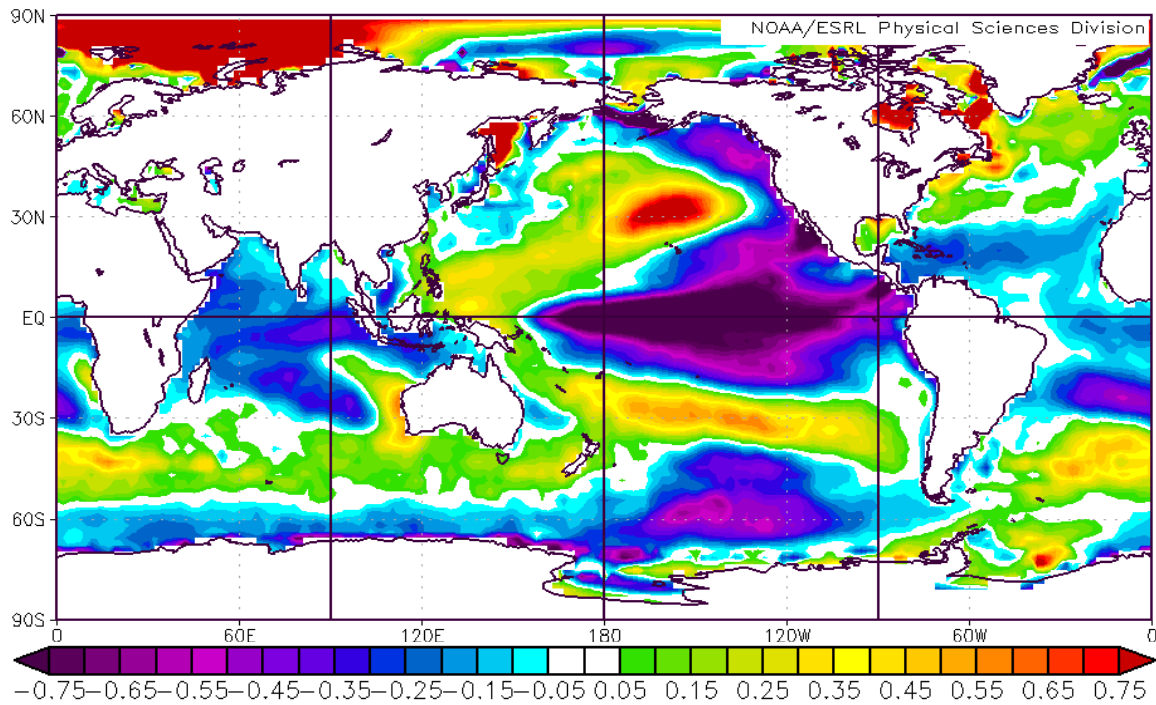 90N
NOAA/ESRL Physical Sciences Division
60N
30N
EQ
30S
60S
90S
0 60E 120E 180 120W 60W 0
-0.75 -0.65 -0.55 -0.45 -0.35 -0.25 -0.15 -0.05 0.05 0.15 0.25 0.35 0.45 0.55 0.65 0.75